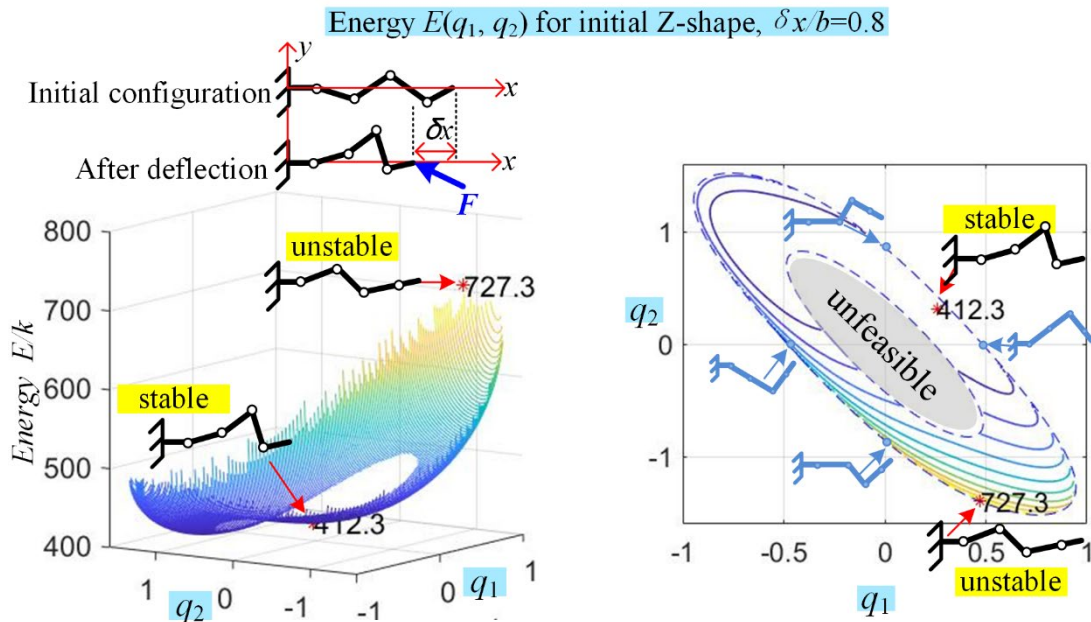 Energy E(q1, q2) for initial Z-shape, δx/b=0.8
y
Initial configuration
x
δx
After deflection
x
F
800
700
600
500
400
Energy E/k
unstable
727.3
stable
412.3
1
0
-1
q2
-1
0
1
q1
1
0
-1
q2
stable
412.3
unfeasible
727.3
-1
-0.5
0
0.5
1
unstable
q1